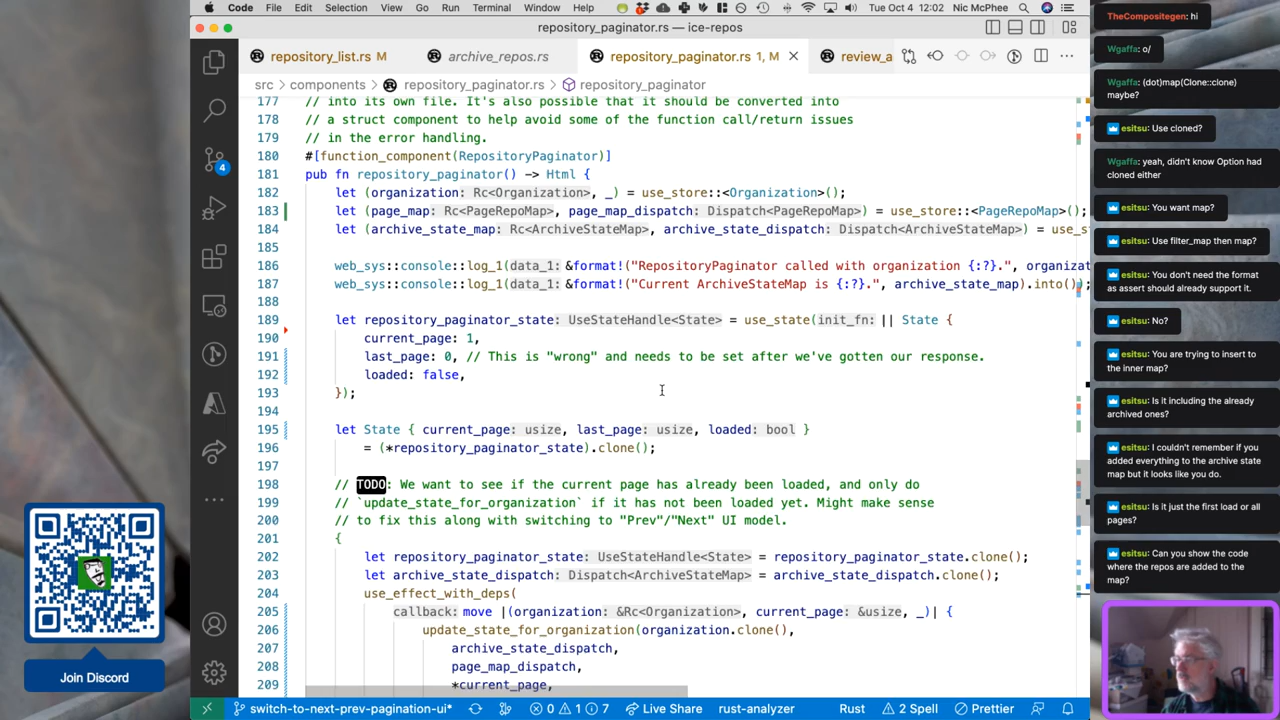 Code File Edit Selection View Go Run Terminal Window Help Tue Oct 4 12:02 Nic McPhee
repository_paginator.rs — ice-repos
repository_list.rs M archive_repos.rs repository_paginator.rs 1, M review_a
src > components > repository_paginator.rs > repository_paginator
177 // into its own file. It's also possible that it should be converted into
178 // a struct component to help avoid some of the function call/return issues
179 // in the error handling.
180 #[function_component(RepositoryPaginator)]
181 pub fn repository_paginator() -> Html {
182 let (organization: Rc<Organization>, _) = use_store::<Organization>();
183 let (page_map: Rc<PageRepoMap>, page_map_dispatch: Dispatch<PageRepoMap>) = use_store::<PageRepoMap>();
184 let (archive_state_map: Rc<ArchiveStateMap>, archive_state_dispatch: Dispatch<ArchiveStateMap>) = use_s
185
186 web_sys::console::log_1(data_1: &format!("RepositoryPaginator called with organization {:?}.", organizat
187 web_sys::console::log_1(data_1: &format!("Current ArchiveStateMap is {:?}.", archive_state_map).into());
188
189 let repository_paginator_state: UseStateHandle<State> = use_state(init_fn: || State {
190 current_page: 1,
191 last_page: 0, // This is "wrong" and needs to be set after we've gotten our response.
192 loaded: false,
193 });
194
195 let State { current_page: usize, last_page: usize, loaded: bool }
196 = (*repository_paginator_state).clone();
197
198 // TODO: We want to see if the current page has already been loaded, and only do
199 // `update_state_for_organization` if it has not been loaded yet. Might make sense
200 // to fix this along with switching to "Prev"/"Next" UI model.
201 {
202 let repository_paginator_state: UseStateHandle<State> = repository_paginator_state.clone();
203 let archive_state_dispatch: Dispatch<ArchiveStateMap> = archive_state_dispatch.clone();
204 use_effect_with_deps(
205 callback: move |(organization: &Rc<Organization>, current_page: &usize, _)| {
206 update_state_for_organization(organization.clone(),
207 archive_state_dispatch,
208 page_map_dispatch,
209 *current_page,
4
switch-to-next-prev-pagination-ui* 0 1 7 Live Share rust-analyzer Rust 2 Spell Prettier
Join Discord
TheCompositegen: hi
Wgaffa: o/
Wgaffa: (dot)map(Clone::clone)
maybe?
esitsu: Use cloned?
Wgaffa: yeah, didn't know Option had
cloned either
esitsu: You want map?
esitsu: Use filter_map then map?
esitsu: You don't need the format
as assert should already support it.
esitsu: No?
esitsu: You are trying to insert to
the inner map?
esitsu: Is it including the already
archived ones?
esitsu: I couldn't remember if you
added everything to the archive state
map but it looks like you do.
esitsu: Is it just the first load or all
pages?
esitsu: Can you show the code
where the repos are added to the
map?